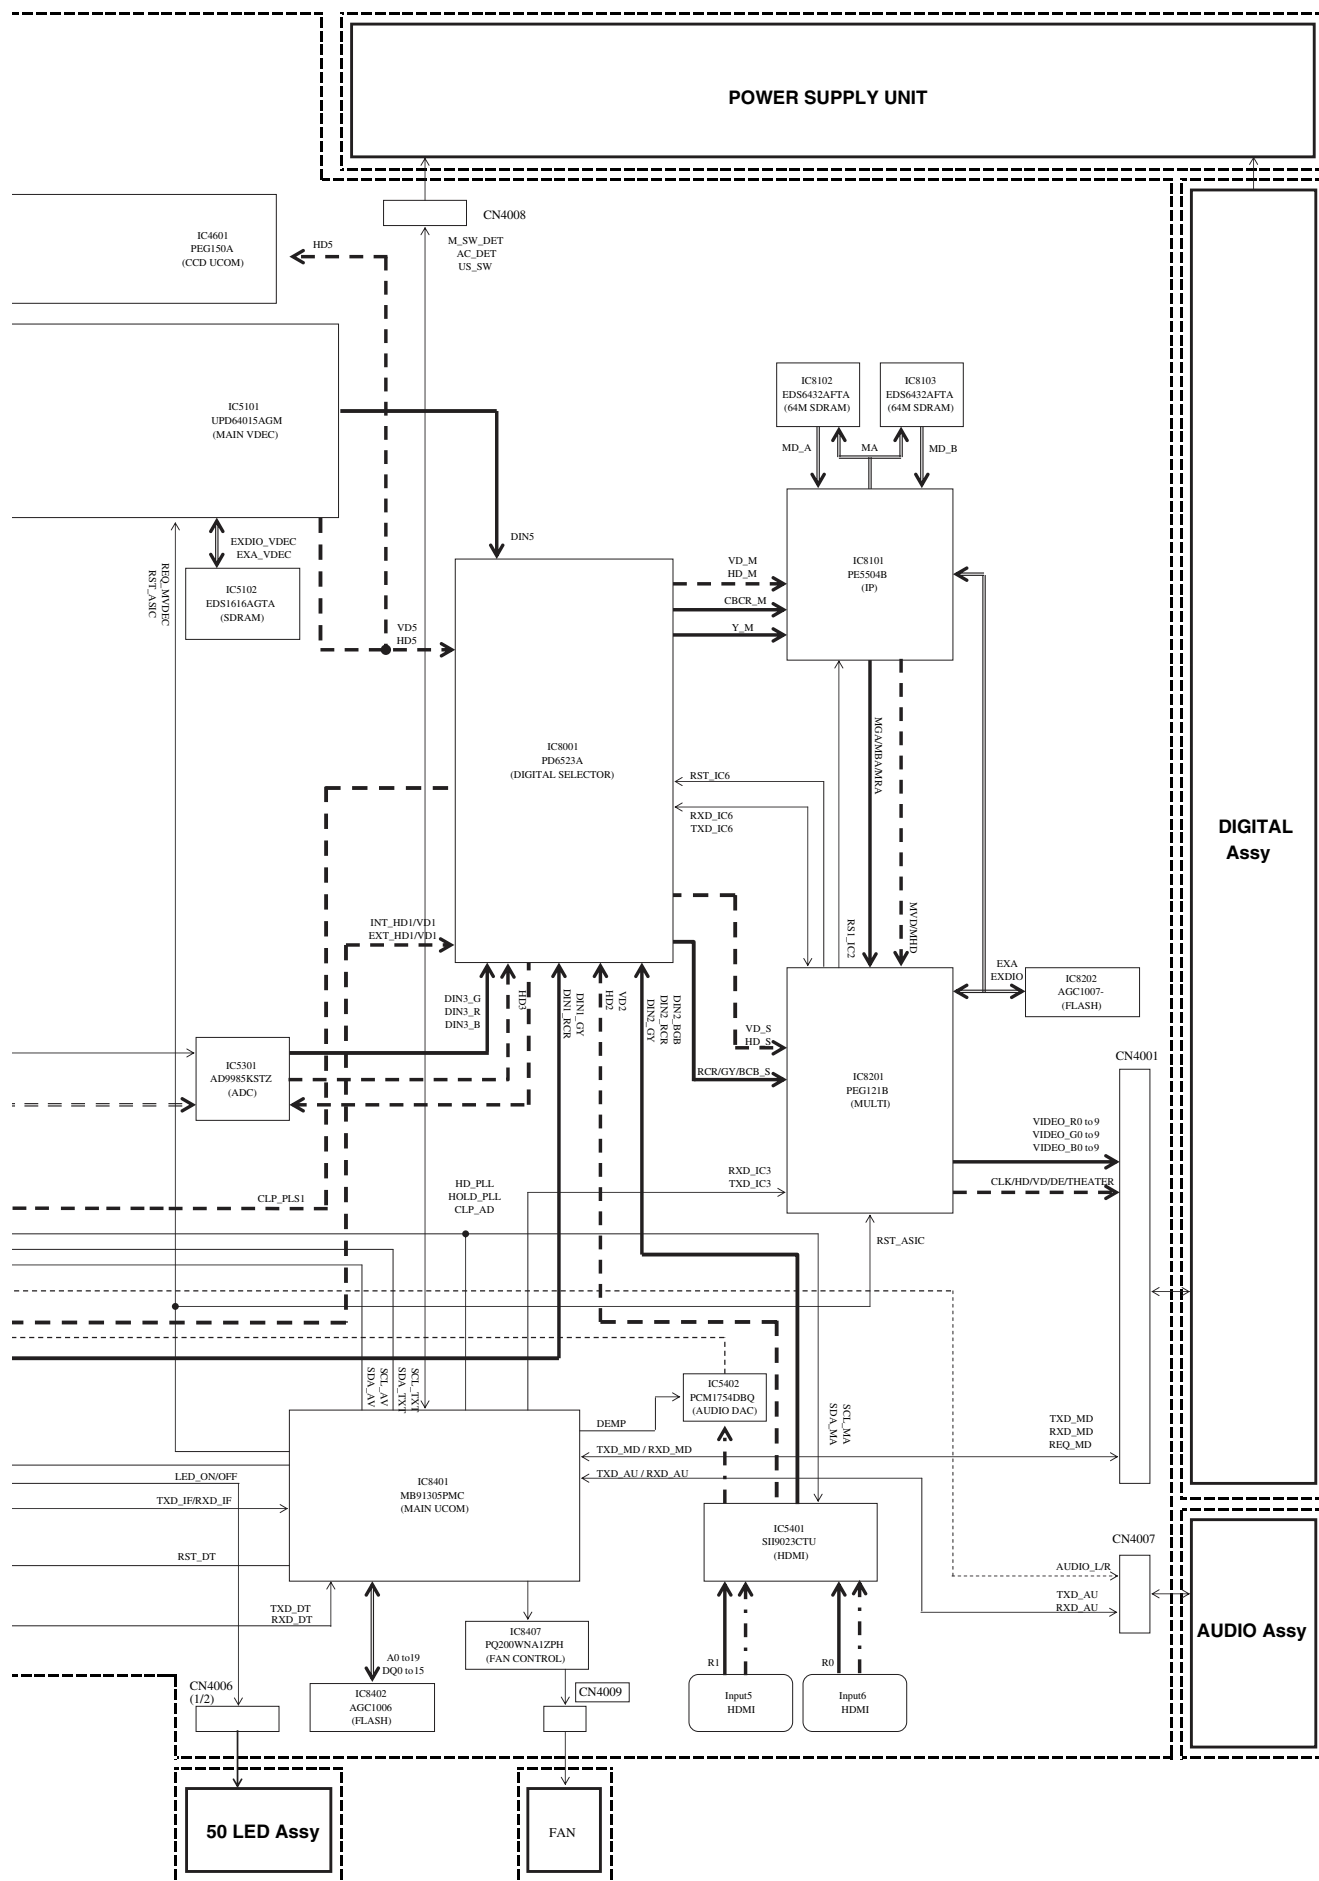 POWER SUPPLY UNIT
CN4008
M_SW_DET
AC_DET
US_SW
IC4601
PEG150A
(CCD UCOM)
HD5
IC5101
UPD64015AGM
(MAIN VDEC)
IC8102
EDS6432AFTA
(64M SDRAM)
IC8103
EDS6432AFTA
(64M SDRAM)
MD_A
MA
MD_B
DIN5
EXDIO_VDEC
EXA_VDEC
REQ_MVDEC
RST_ASIC
IC5102
EDS1616AGTA
(SDRAM)
VD5
HD5
VD_M
HD_M
CBCR_M
Y_M
IC8101
PE5504B
(IP)
IC8001
PD6523A
(DIGITAL SELECTOR)
RST_IC6
RXD_IC6
TXD_IC6
MGA/MBA/MRA
MVD/MHD
RS1_IC2
DIGITAL
Assy
INT_HD1/VD1
EXT_HD1/VD1
EXA
EXDIO
IC8202
AGC1007-
(FLASH)
DIN3_G
DIN3_R
DIN3_B
HD3
DIN1_GY
DIN1_RCR
VD2
HD2
DIN2_BGB
DIN2_RCR
DIN2_GY
VD_S
HD_S
RCR/GY/BCB_S
IC5301
AD9985KSTZ
(ADC)
IC8201
PEG121B
(MULTI)
CN4001
VIDEO_R0 to 9
VIDEO_G0 to 9
VIDEO_B0 to 9
CLK/HD/VD/DE/THEATER
CLP_PLS1
HD_PLL
HOLD_PLL
CLP_AD
RXD_IC3
TXD_IC3
RST_ASIC
SCL_TXT
SDA_TXT
SCL_AV
SDA_AV
IC5402
PCM1754DBQ
(AUDIO DAC)
DEMP
SCL_MA
SDA_MA
TXD_MD / RXD_MD
TXD_AU / RXD_AU
TXD_MD
RXD_MD
REQ_MD
LED_ON/OFF
TXD_IF/RXD_IF
RST_DT
IC8401
MB91305PMC
(MAIN UCOM)
IC5401
SII9023CTU
(HDMI)
CN4007
AUDIO_L/R
TXD_AU
RXD_AU
AUDIO Assy
TXD_DT
RXD_DT
A0 to19
DQ0 to15
IC8407
PQ200WNA1ZPH
(FAN CONTROL)
R1
R0
CN4006
(1/2)
IC8402
AGC1006
(FLASH)
CN4009
Input5
HDMI
Input6
HDMI
50 LED Assy
FAN